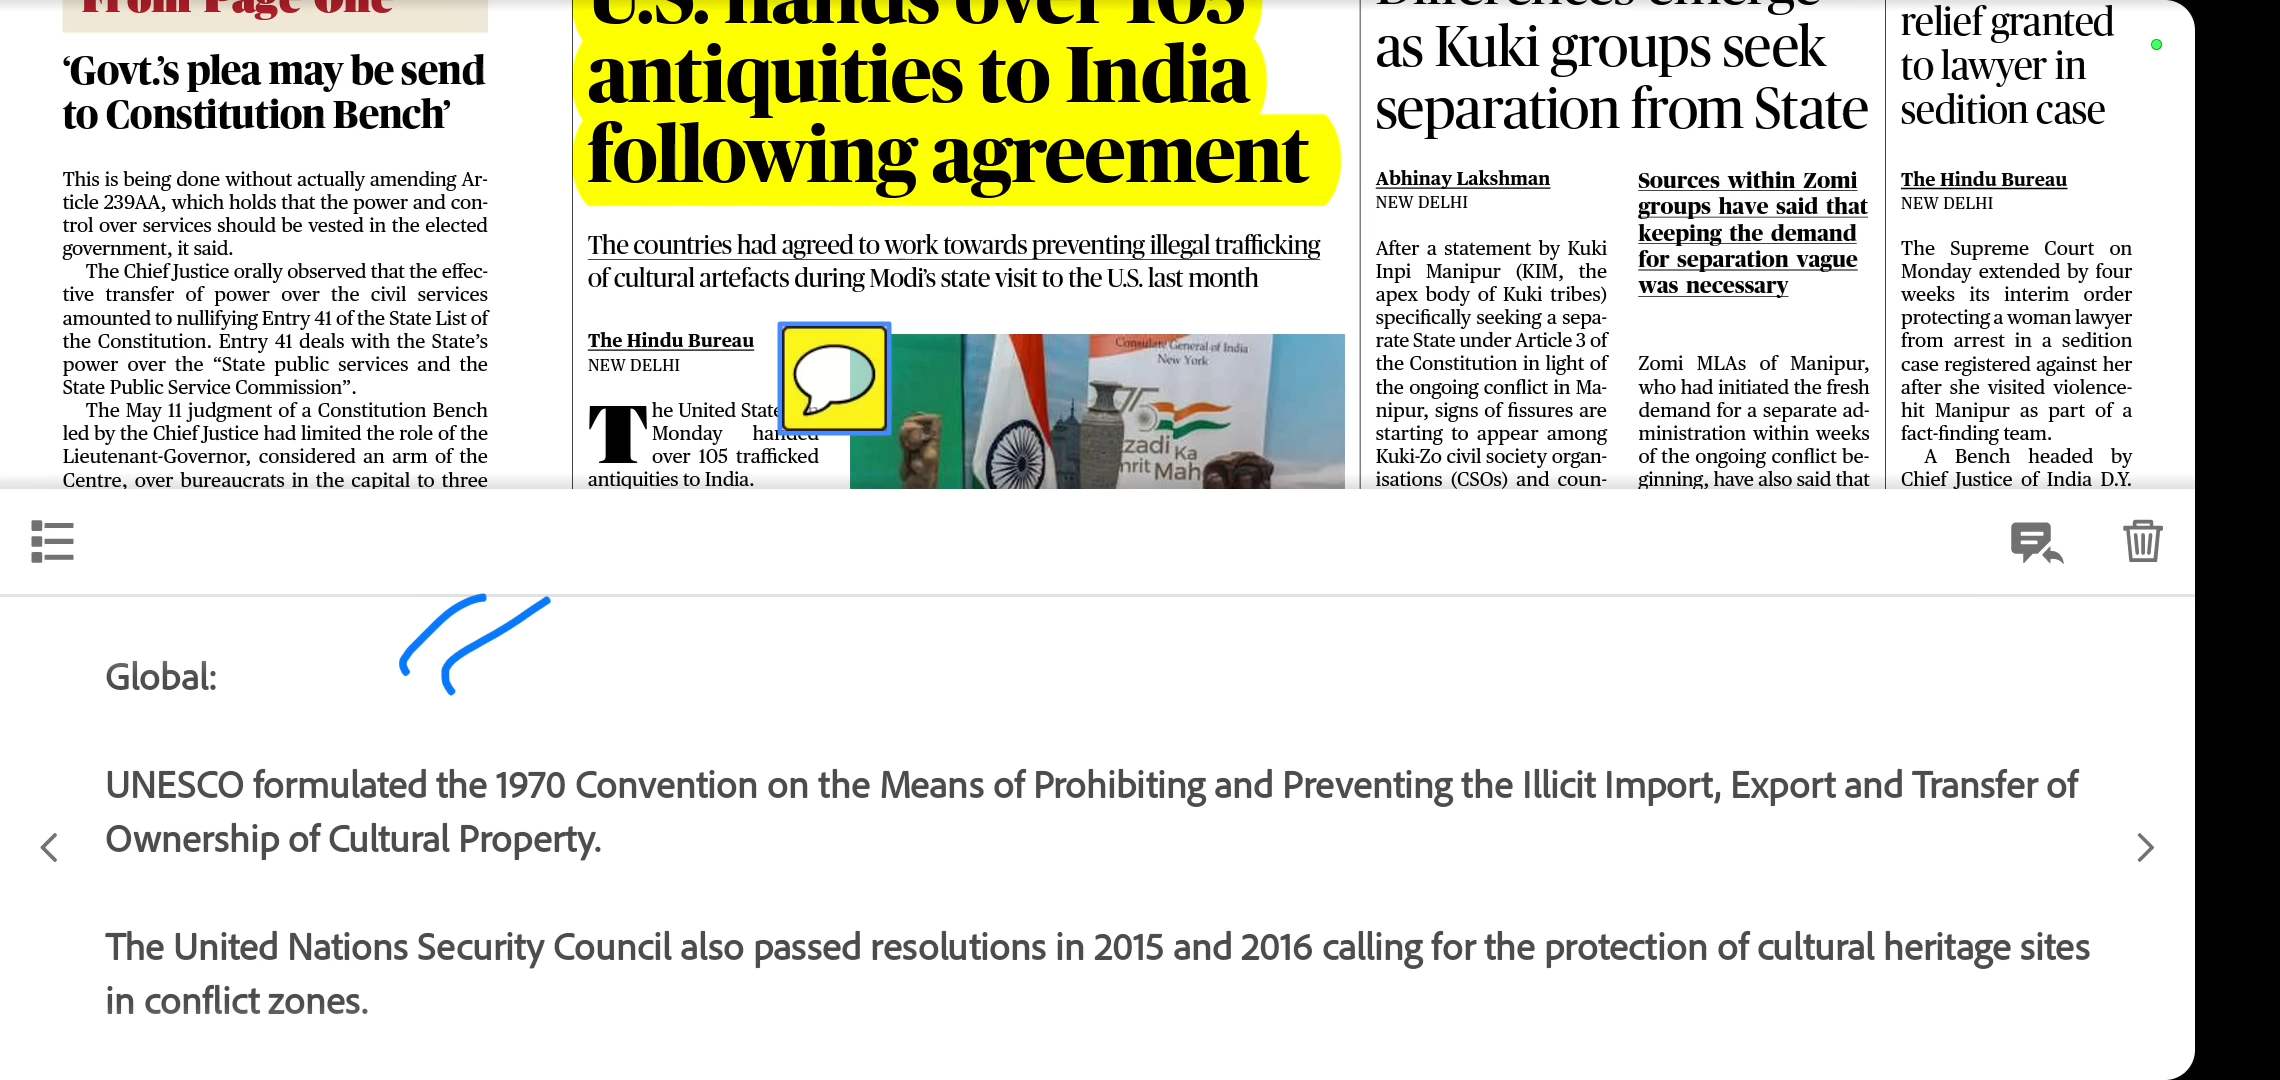 From Page One
‘Govt.’s plea may be send
to Constitution Bench’
This is being done without actually amending Ar-
ticle 239AA, which holds that the power and con-
trol over services should be vested in the elected
government, it said.
The Chief Justice orally observed that the effec-
tive transfer of power over the civil services
amounted to nullifying Entry 41 of the State List of
the Constitution. Entry 41 deals with the State’s
power over the “State public services and the
State Public Service Commission”.
The May 11 judgment of a Constitution Bench
led by the Chief Justice had limited the role of the
Lieutenant-Governor, considered an arm of the
Centre, over bureaucrats in the capital to three
U.S. hands over 105
antiquities to India
following agreement
The countries had agreed to work towards preventing illegal trafficking
of cultural artefacts during Modi’s state visit to the U.S. last month
The Hindu Bureau
NEW DELHI
The United State
Monday handed
over 105 trafficked
antiquities to India.
Consulate General of India
New York
75
zadi Ka
mrit Mah
Differences emerge
as Kuki groups seek
separation from State
Abhinay Lakshman
NEW DELHI
After a statement by Kuki
Inpi Manipur (KIM, the
apex body of Kuki tribes)
specifically seeking a sepa-
rate State under Article 3 of
the Constitution in light of
the ongoing conflict in Ma-
nipur, signs of fissures are
starting to appear among
Kuki-Zo civil society organ-
isations (CSOs) and coun-
Sources within Zomi
groups have said that
keeping the demand
for separation vague
was necessary
Zomi MLAs of Manipur,
who had initiated the fresh
demand for a separate ad-
ministration within weeks
of the ongoing conflict be-
ginning, have also said that
relief granted
to lawyer in
sedition case
The Hindu Bureau
NEW DELHI
The Supreme Court on
Monday extended by four
weeks its interim order
protecting a woman lawyer
from arrest in a sedition
case registered against her
after she visited violence-
hit Manipur as part of a
fact-finding team.
A Bench headed by
Chief Justice of India D.Y.
Global:
UNESCO formulated the 1970 Convention on the Means of Prohibiting and Preventing the Illicit Import, Export and Transfer of
Ownership of Cultural Property.
The United Nations Security Council also passed resolutions in 2015 and 2016 calling for the protection of cultural heritage sites
in conflict zones.